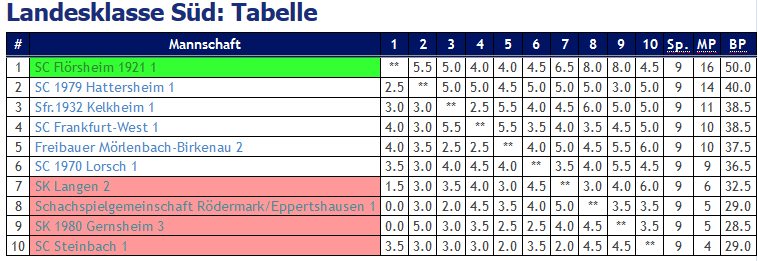 Landesklasse Süd: Tabelle
# Mannschaft 1 2 3 4 5 6 7 8 9 10 Sp. MP BP
1 SC Flörsheim 1921 1 ** 5.5 5.0 4.0 4.0 4.5 6.5 8.0 8.0 4.5 9 16 50.0
2 SC 1979 Hattersheim 1 2.5 ** 5.0 5.0 4.5 5.0 5.0 5.0 3.0 5.0 9 14 40.0
3 Sfr.1932 Kelkheim 1 3.0 3.0 ** 2.5 5.5 4.0 4.5 6.0 5.0 5.0 9 11 38.5
4 SC Frankfurt-West 1 4.0 3.0 5.5 ** 5.5 3.5 4.0 3.5 4.5 5.0 9 10 38.5
5 Freibauer Mörlenbach-Birkenau 2 4.0 3.5 2.5 2.5 ** 4.0 5.0 4.5 5.5 6.0 9 10 37.5
6 SC 1970 Lorsch 1 3.5 3.0 4.0 4.5 4.0 ** 3.5 4.0 5.5 4.5 9 9 36.5
7 SK Langen 2 1.5 3.0 3.5 4.0 3.0 4.5 ** 3.0 4.0 6.0 9 6 32.5
8 Schachspielgemeinschaft Rödermark/Eppertshausen 1 0.0 3.0 2.0 4.5 3.5 4.0 5.0 ** 3.5 3.5 9 5 29.0
9 SK 1980 Gernsheim 3 0.0 5.0 3.0 3.5 2.5 2.5 4.0 4.5 ** 3.5 9 5 28.5
10 SC Steinbach 1 3.5 3.0 3.0 3.0 2.0 3.5 2.0 4.5 4.5 ** 9 4 29.0